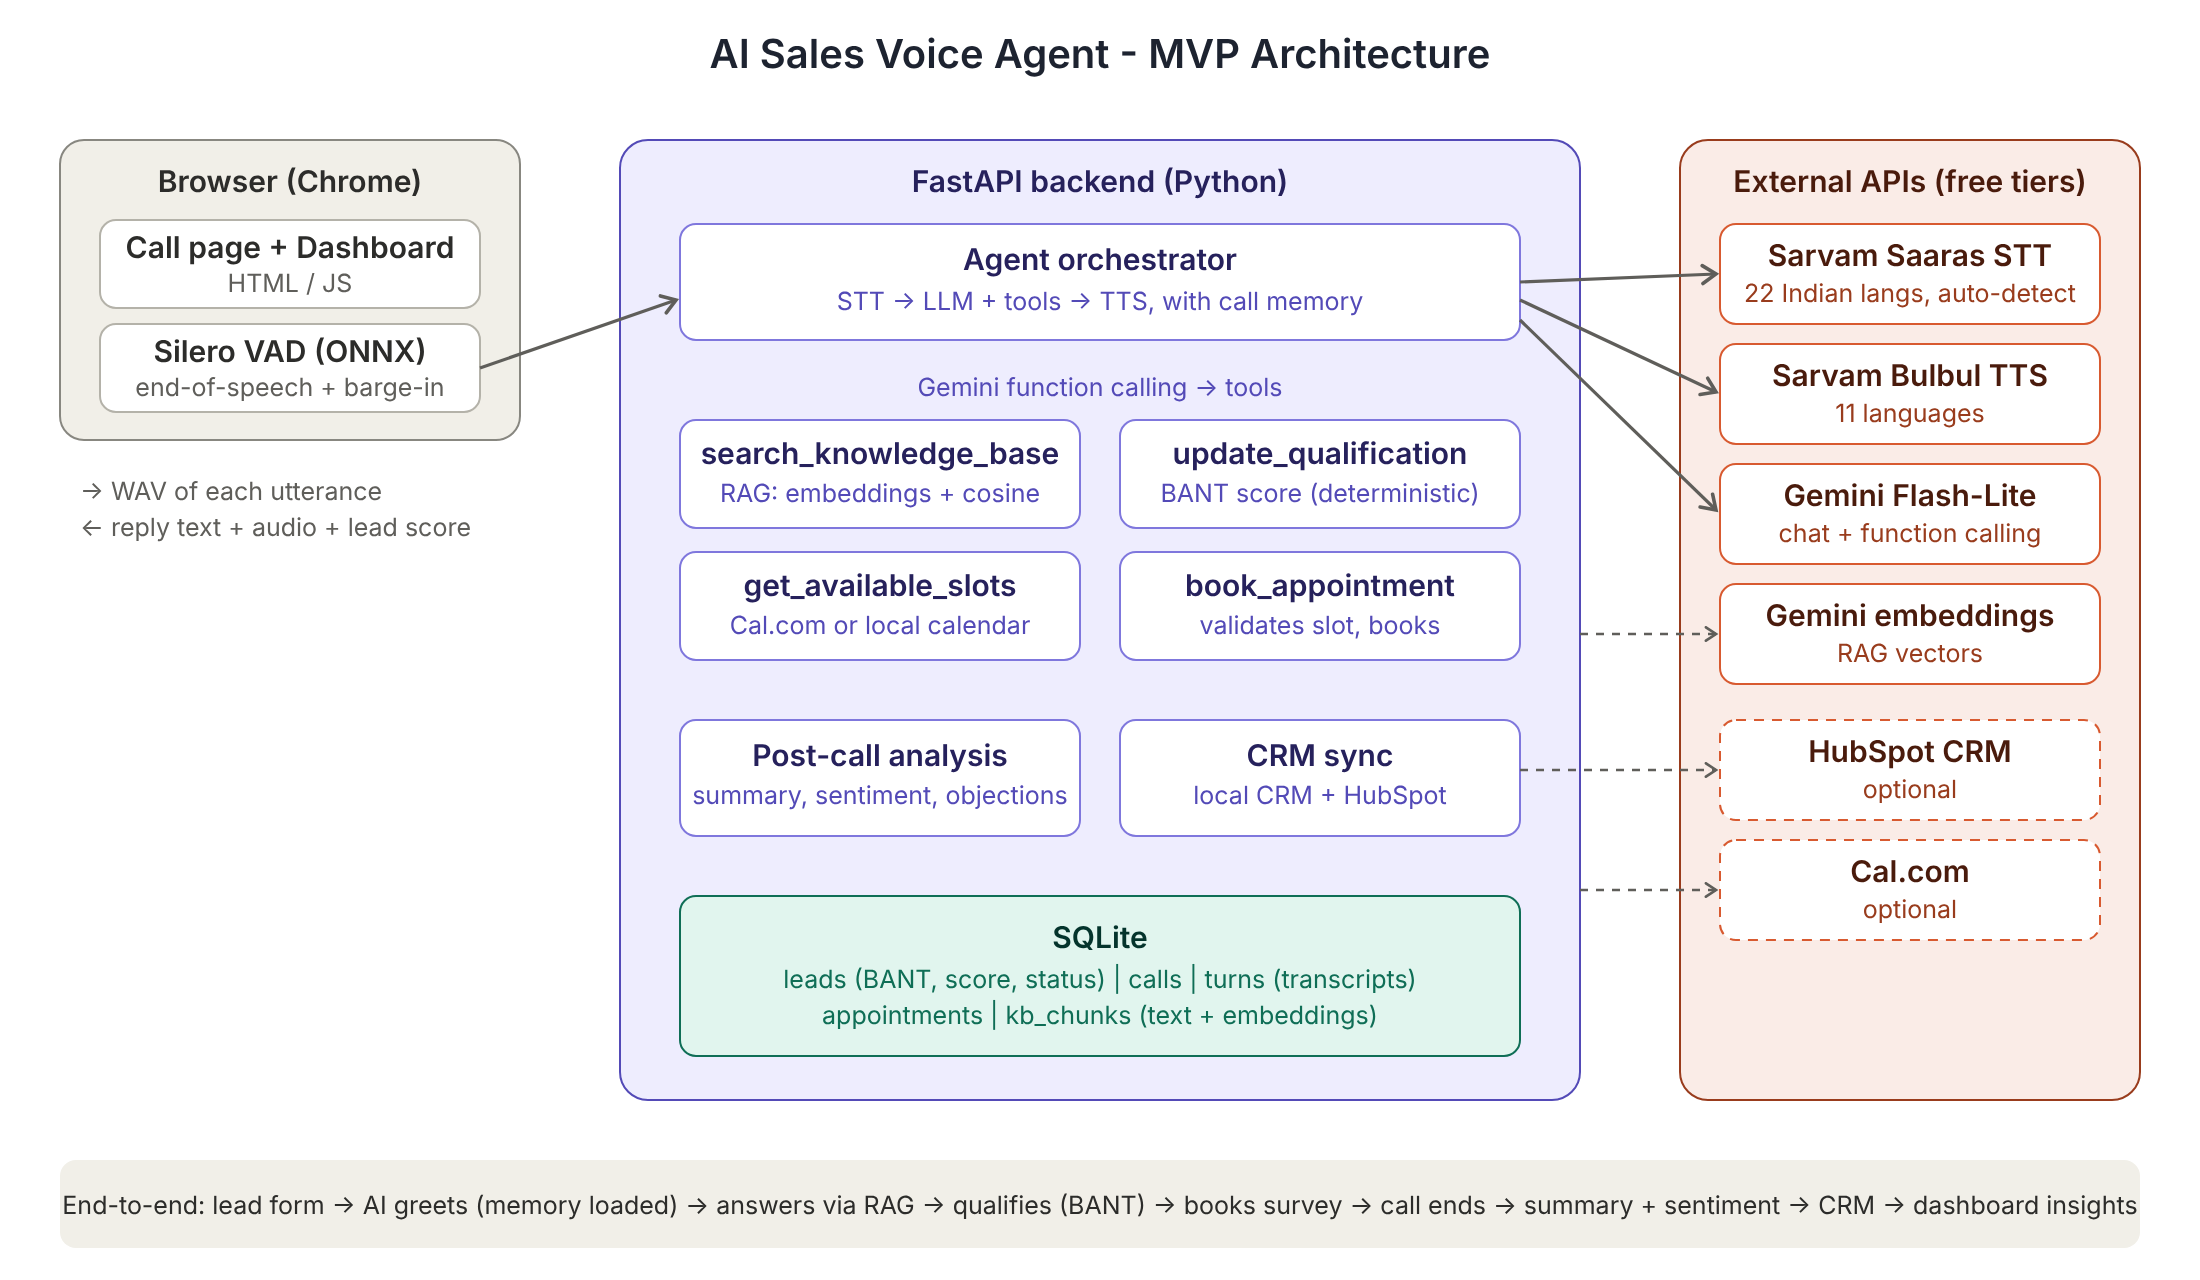 AI Sales Voice Agent - MVP Architecture
Browser (Chrome)
Call page + Dashboard
HTML / JS
Silero VAD (ONNX)
end-of-speech + barge-in
→ WAV of each utterance
← reply text + audio + lead score
FastAPI backend (Python)
Agent orchestrator
STT → LLM + tools → TTS, with call memory
Gemini function calling → tools
search_knowledge_base
RAG: embeddings + cosine
update_qualification
BANT score (deterministic)
get_available_slots
Cal.com or local calendar
book_appointment
validates slot, books
Post-call analysis
summary, sentiment, objections
CRM sync
local CRM + HubSpot
SQLite
leads (BANT, score, status) | calls | turns (transcripts)
appointments | kb_chunks (text + embeddings)
External APIs (free tiers)
Sarvam Saaras STT
22 Indian langs, auto-detect
Sarvam Bulbul TTS
11 languages
Gemini Flash-Lite
chat + function calling
Gemini embeddings
RAG vectors
HubSpot CRM
optional
Cal.com
optional
End-to-end: lead form → AI greets (memory loaded) → answers via RAG → qualifies (BANT) → books survey → call ends → summary + sentiment → CRM → dashboard insights